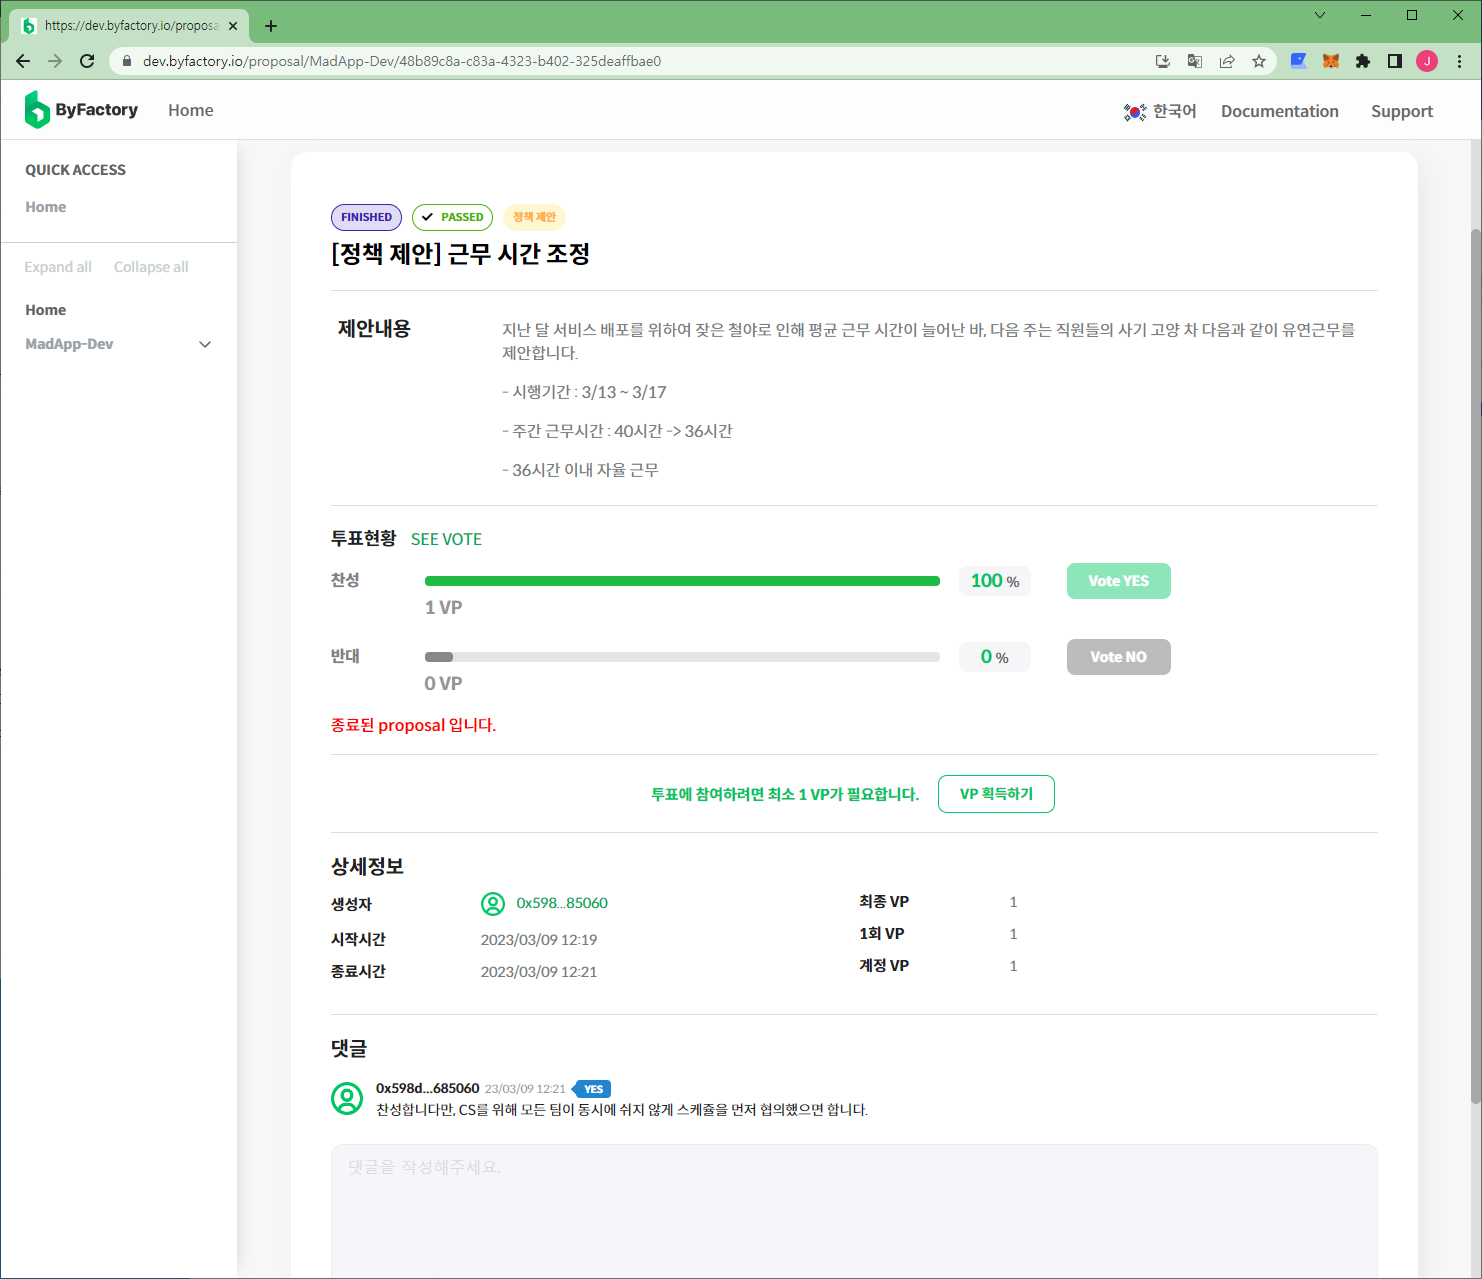 https://dev.byfactory.io/proposa
dev.byfactory.io/proposal/MadApp-Dev/48b89c8a-c83a-4323-b402-325deaffbae0
J
ByFactory
Home
한국어
Documentation
Support
QUICK ACCESS
Home
Expand all
Collapse all
Home
MadApp-Dev
FINISHED
PASSED
정책 제안
[정책 제안] 근무 시간 조정
제안내용
지난 달 서비스 배포를 위하여 잦은 철야로 인해 평균 근무 시간이 늘어난 바, 다음 주는 직원들의 사기 고양 차 다음과 같이 유연근무를
제안합니다.
- 시행기간 : 3/13 ~ 3/17
- 주간 근무시간 : 40시간 -> 36시간
- 36시간 이내 자율 근무
투표현황
SEE VOTE
찬성
100 %
Vote YES
1 VP
반대
0 %
Vote NO
0 VP
종료된 proposal 입니다.
투표에 참여하려면 최소 1 VP가 필요합니다.
VP 획득하기
상세정보
생성자
0x598...85060
시작시간
2023/03/09 12:19
종료시간
2023/03/09 12:21
최종 VP
1
1회 VP
1
계정 VP
1
댓글
0x598d...685060 23/03/09 12:21 YES
찬성합니다만, CS를 위해 모든 팀이 동시에 쉬지 않게 스케쥴을 먼저 협의했으면 합니다.
댓글을 작성해주세요.